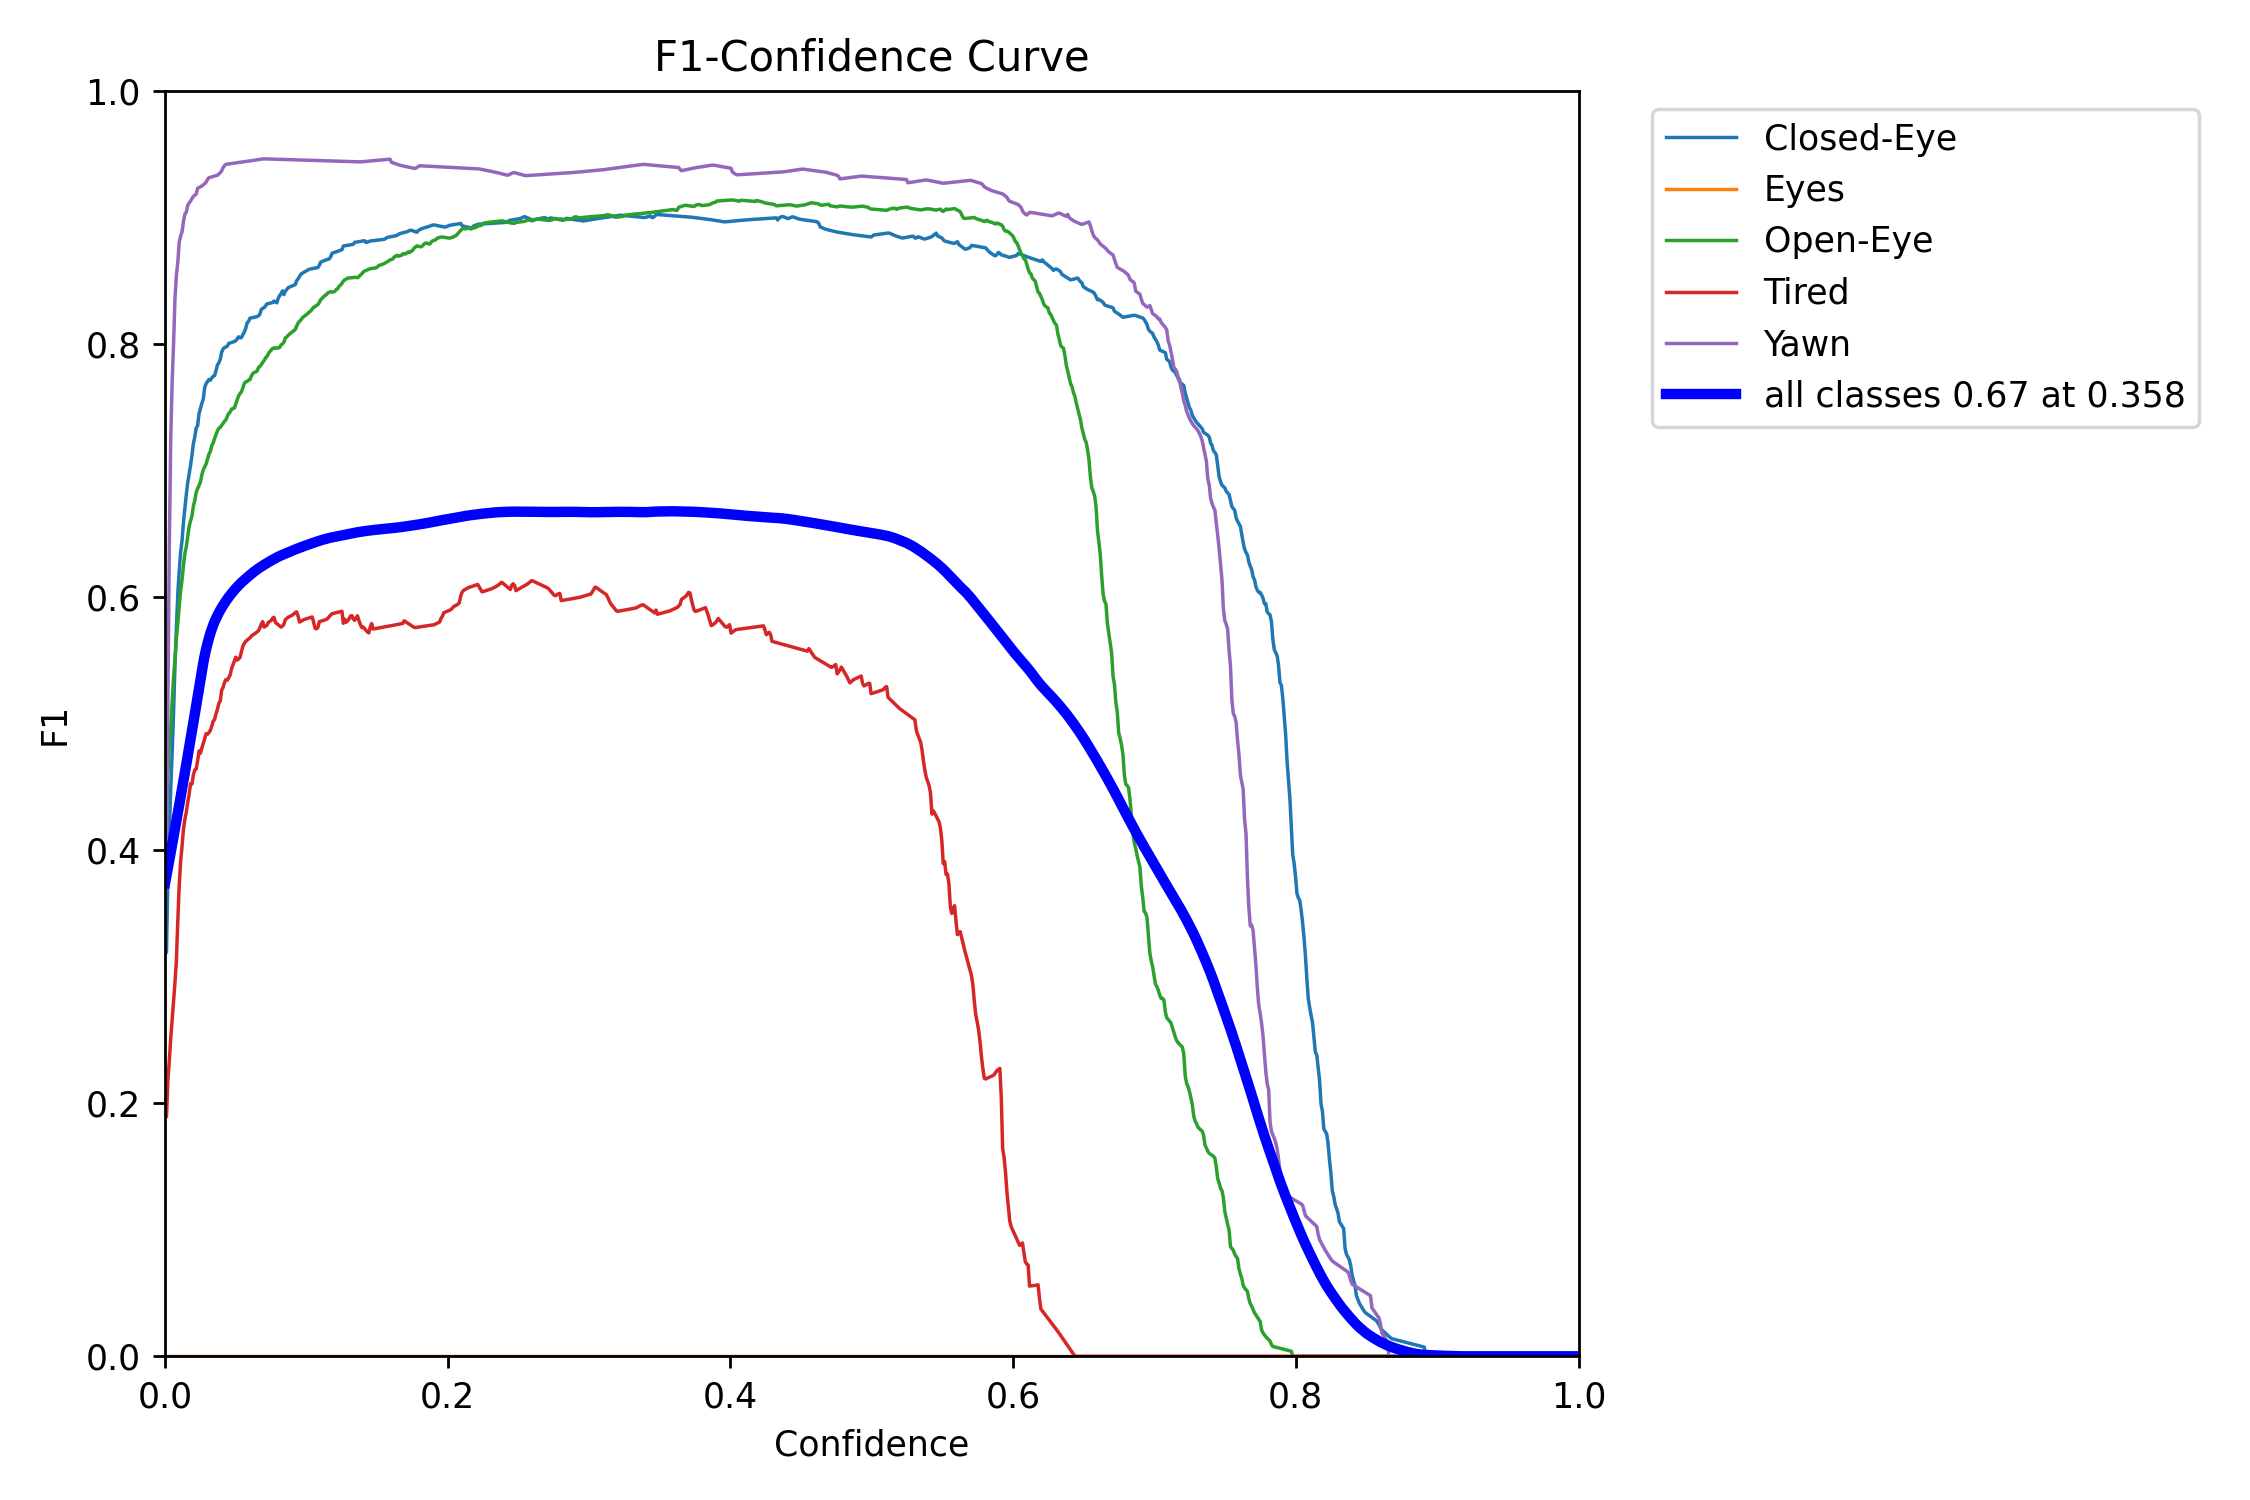 F1-Confidence Curve
1.0
0.8
0.6
0.4
0.2
0.0
F1
0.0 0.2 0.4 0.6 0.8 1.0
Confidence
Closed-Eye
Eyes
Open-Eye
Tired
Yawn
all classes 0.67 at 0.358